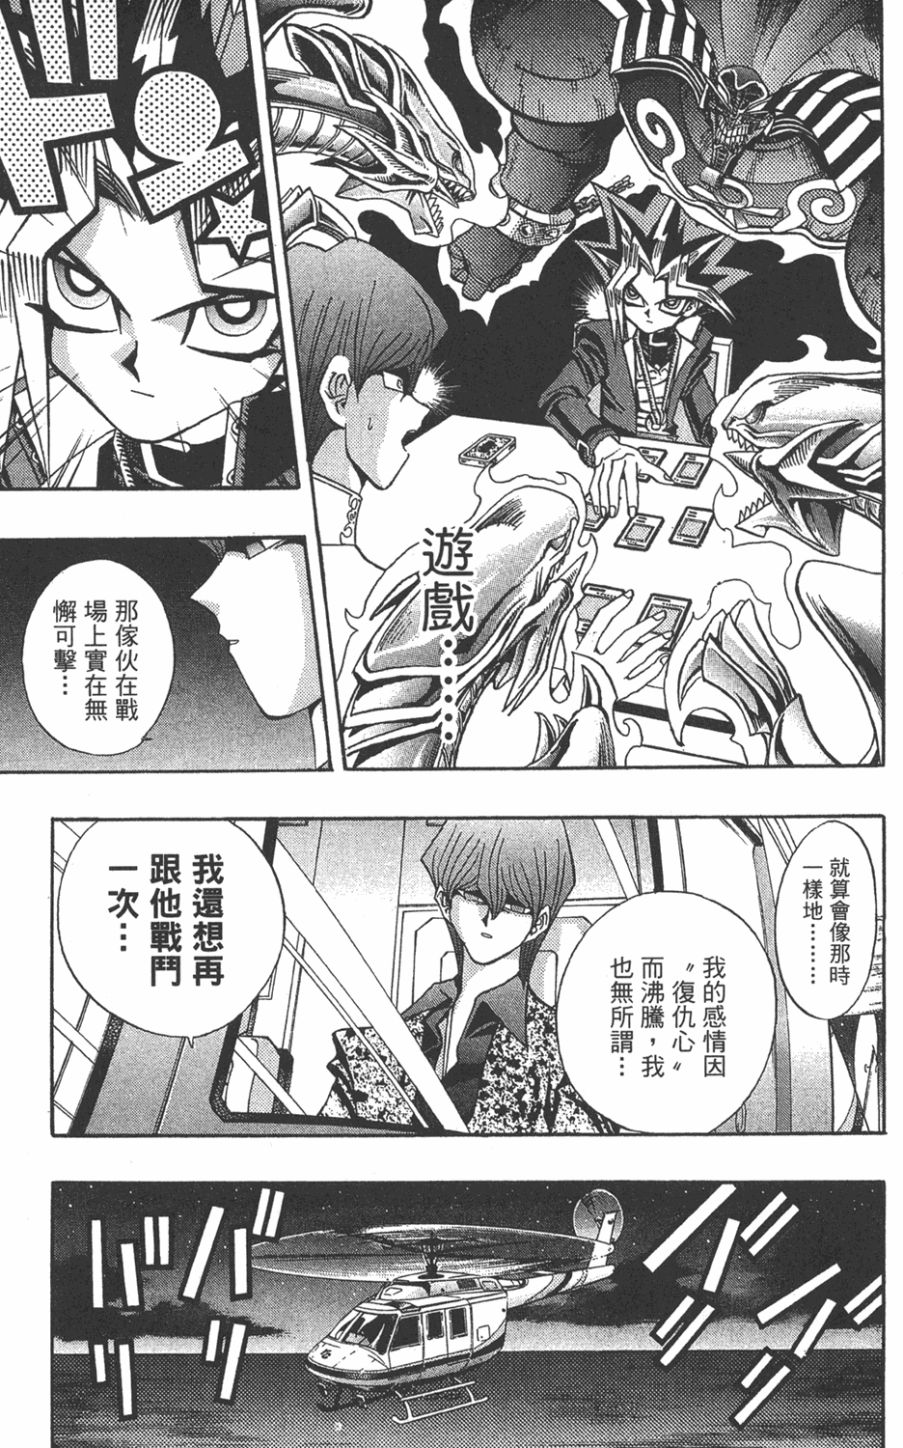 遊戲………
ドン☆
那傢伙在戰
場上實在無
懈可擊…
就算會像那時
一樣地………
我的感情因
〝復仇心〞
而沸騰，我
也無所謂…
我還想再
跟他戰鬥
一次…